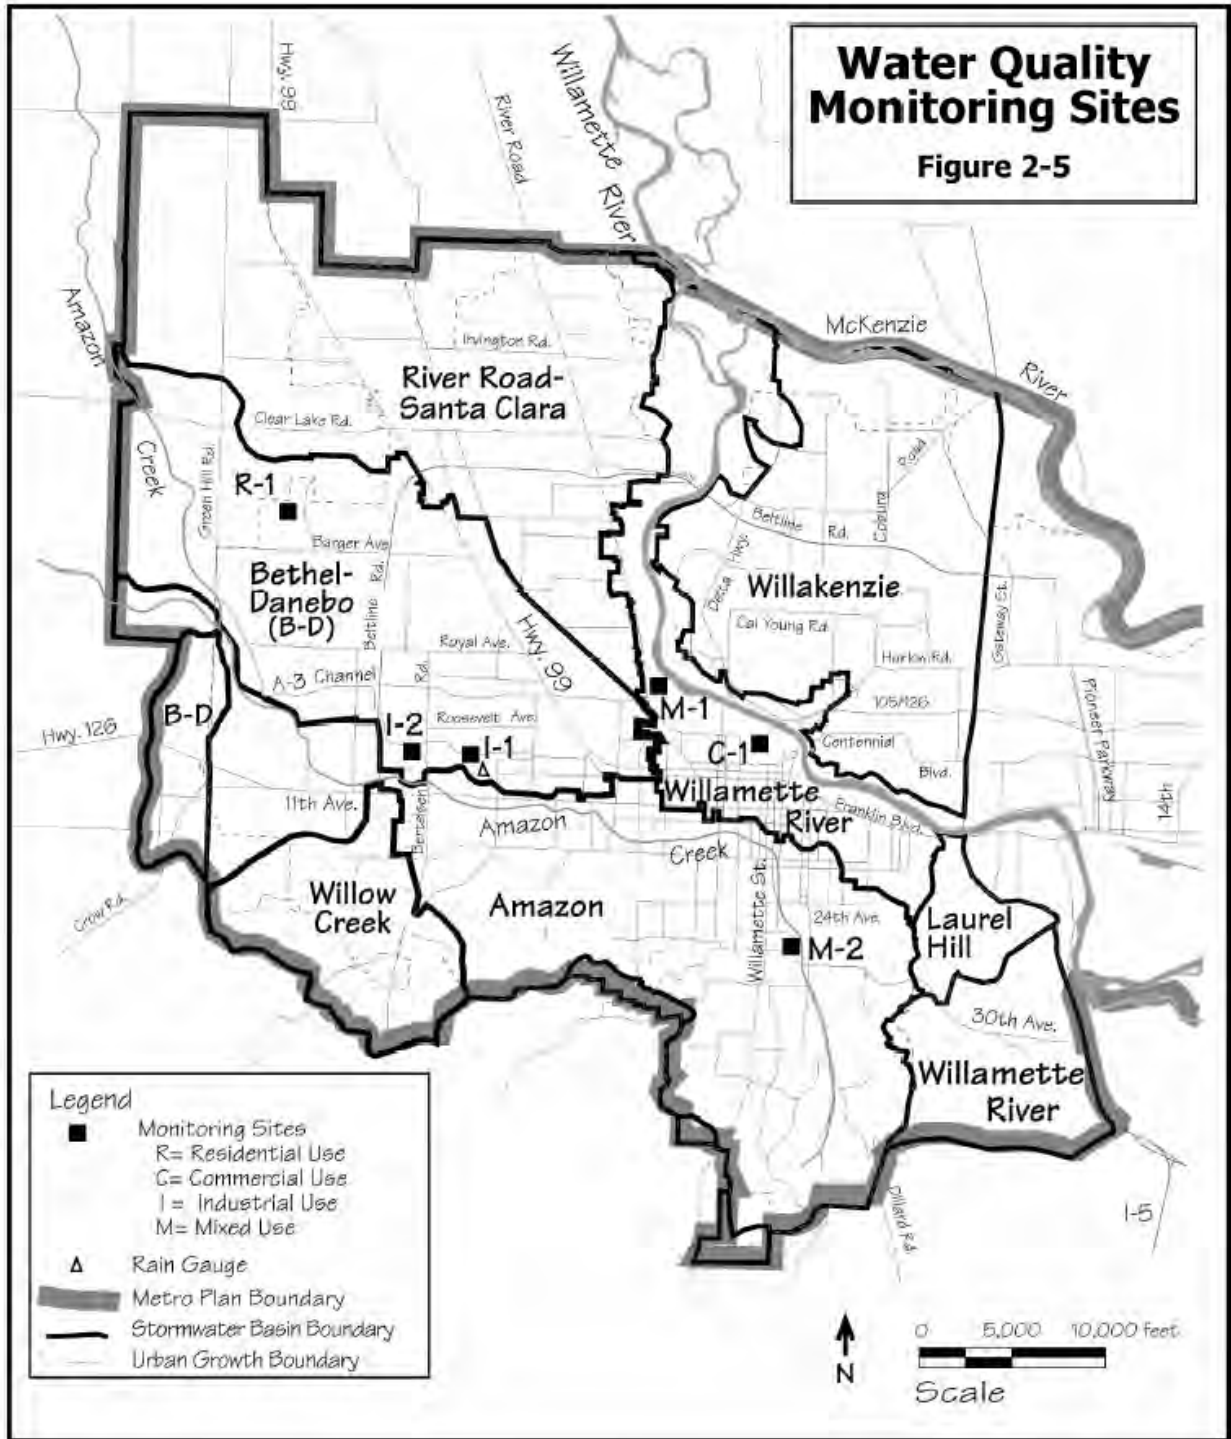 Water Quality
Monitoring Sites
Figure 2-5
Hwy. 99
River Road
Willamette
River
Amazon
Creek
McKenzie
River
Irvington Rd.
River Road-
Santa Clara
Clear Lake Rd.
Green Hill Rd
R-1
Barger Ave
Beltline
Rd.
Coburg
Road
Delta Hwy.
Bethel-
Danebo
(B-D)
Beltline Rd.
Willakenzie
Cal Young Rd.
Gateway St.
Royal Ave.
Harlow Rd.
Hwy. 99
A-3 Channel
Rd.
B-D
M-1
I05/126
Pioneer Parkway
Hwy. 126
I-2
Roosevelt Ave.
I-1
C-1
Centennial
Blvd.
14th
11th Ave.
Bertelsen
Willamette
River
Franklin Blvd.
Amazon
Creek
Willamette St.
Crow Rd.
Willow
Creek
Amazon
24th Ave.
Laurel
Hill
M-2
30th Ave.
Willamette
River
Dillard Rd.
I-5
Legend
Monitoring Sites
R= Residential Use
C= Commercial Use
I = Industrial Use
M= Mixed Use
Rain Gauge
Metro Plan Boundary
Stormwater Basin Boundary
Urban Growth Boundary
N
0 5,000 10,000 feet
Scale